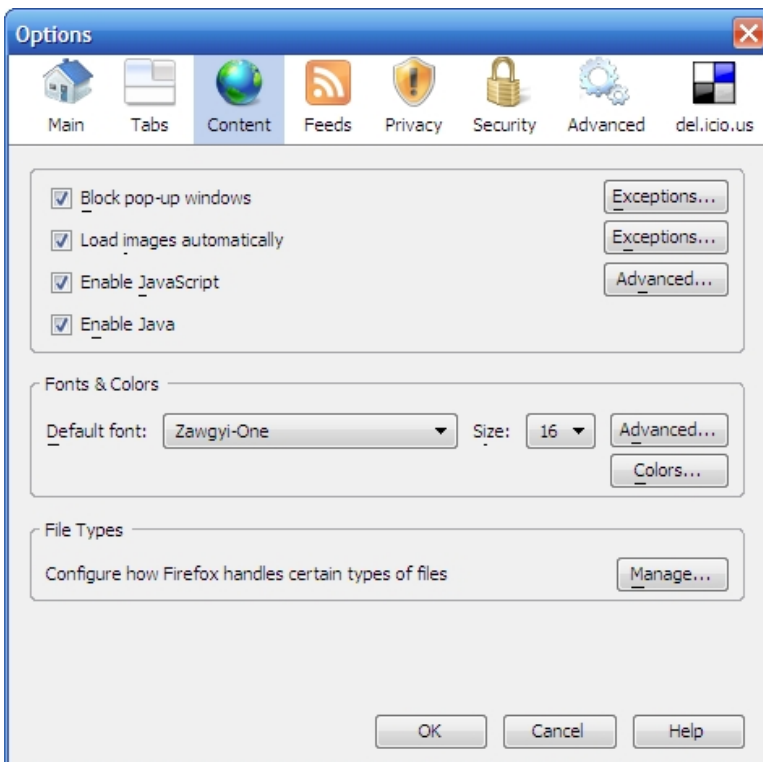 Options
Main Tabs Content Feeds Privacy Security Advanced del.icio.us
Block pop-up windows Exceptions...
Load images automatically Exceptions...
Enable JavaScript Advanced...
Enable Java
Fonts & Colors
Default font: Zawgyi-One Size: 16 Advanced...
Colors...
File Types
Configure how Firefox handles certain types of files Manage...
OK Cancel Help